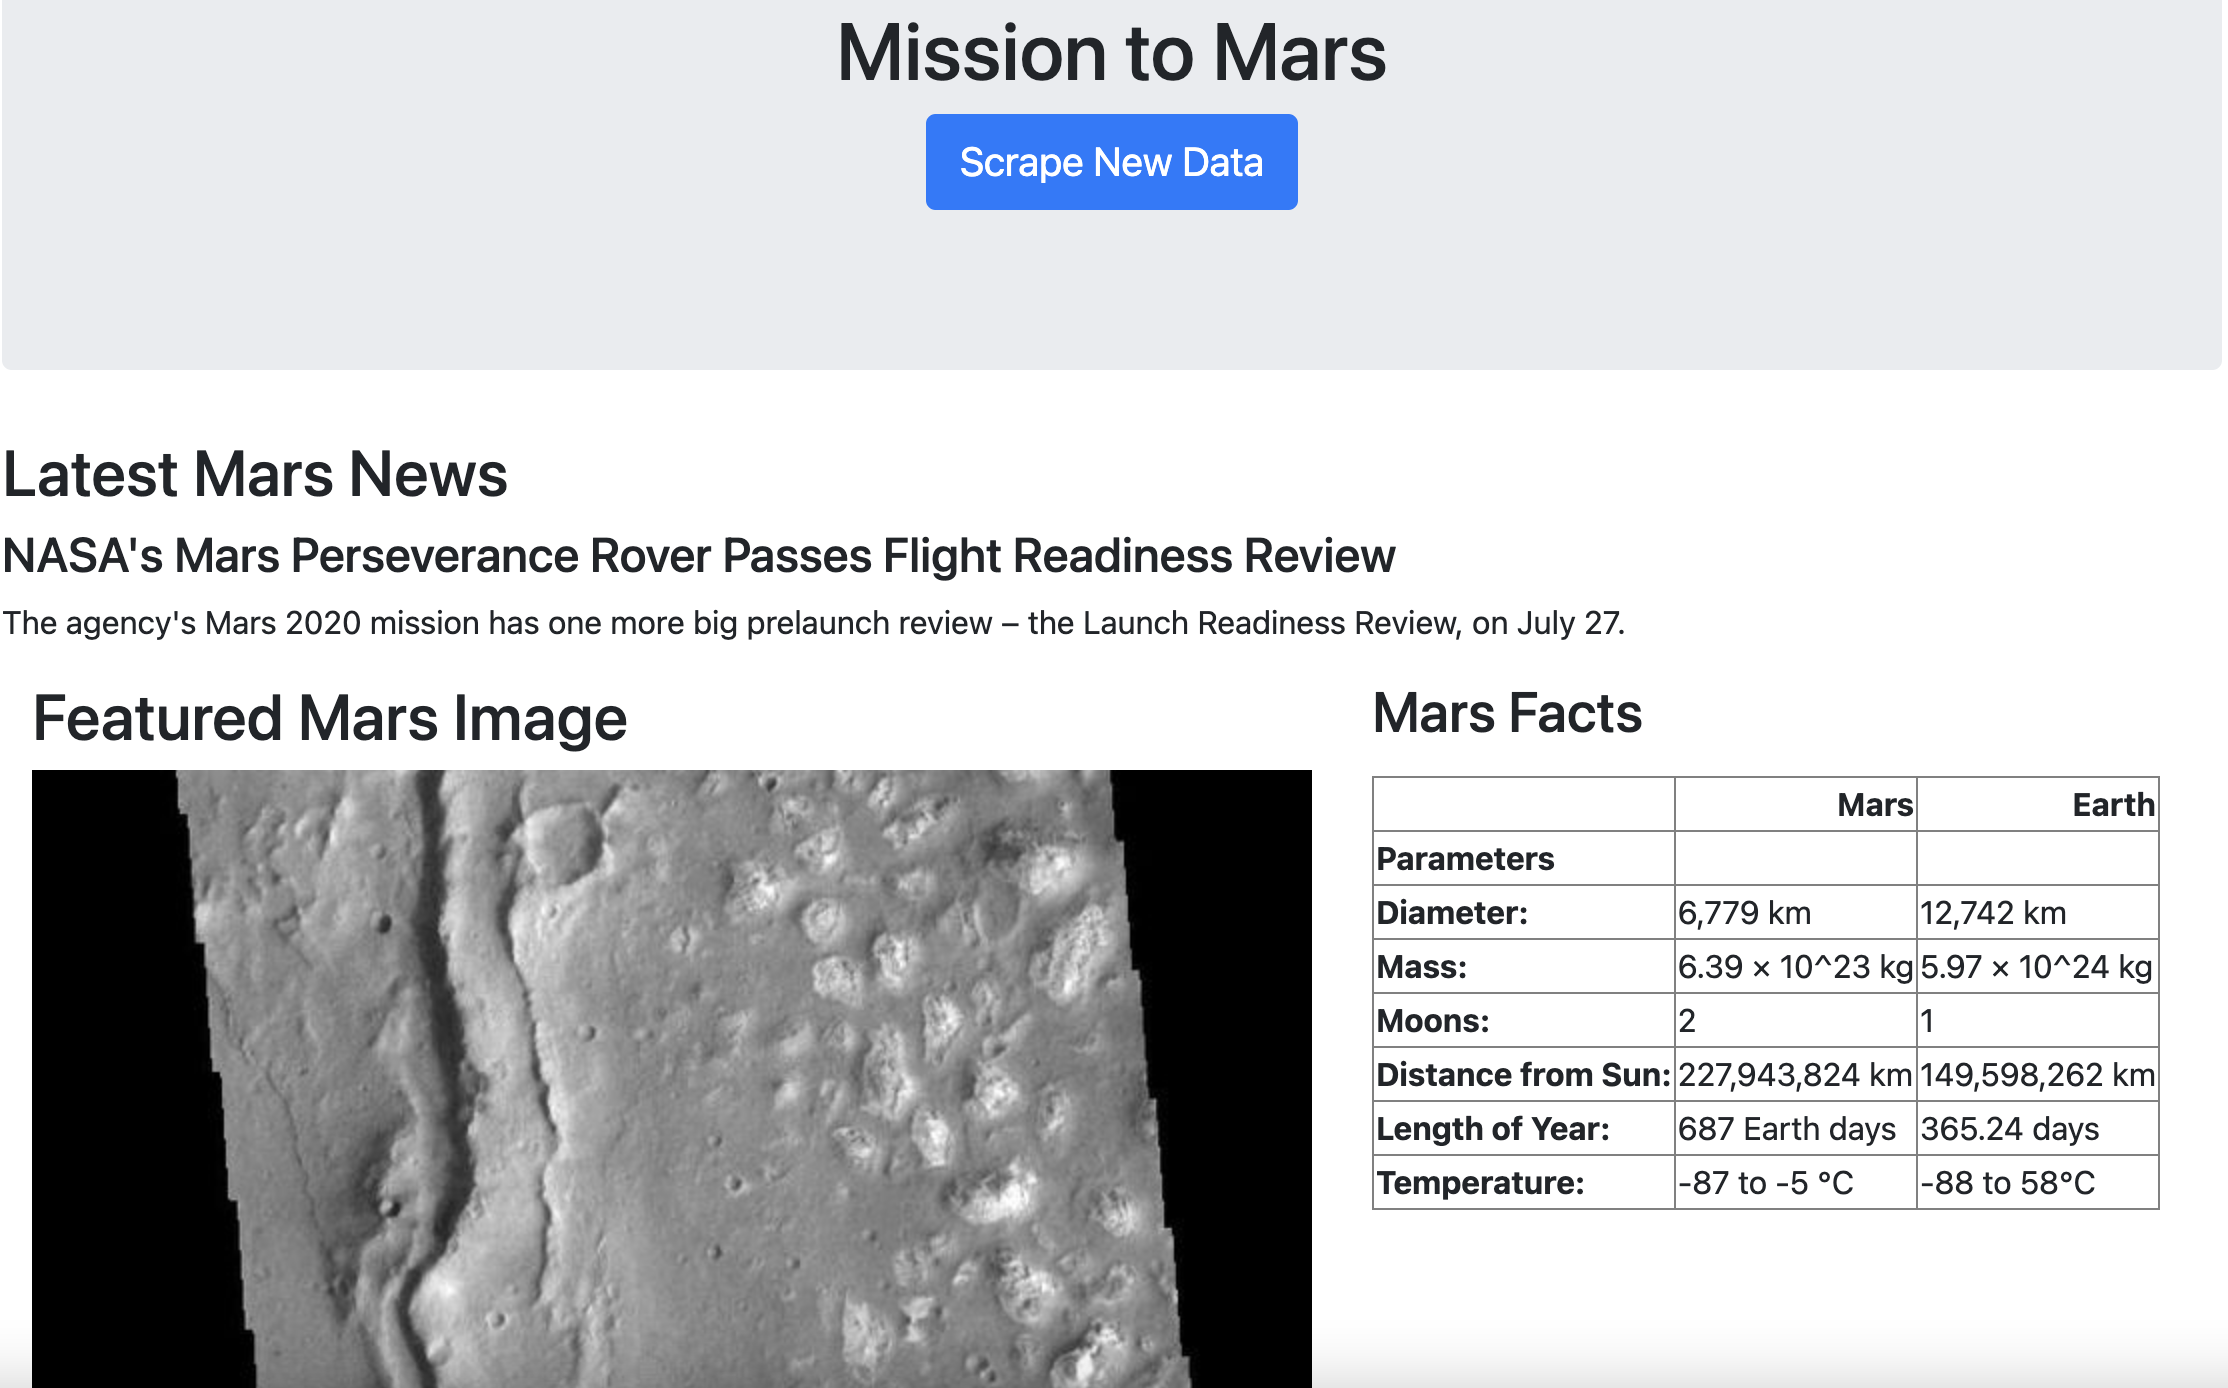 Mission to Mars
Scrape New Data
Latest Mars News
NASA's Mars Perseverance Rover Passes Flight Readiness Review
The agency's Mars 2020 mission has one more big prelaunch review – the Launch Readiness Review, on July 27.
Featured Mars Image
Mars Facts
Mars Earth
Parameters
Diameter: 6,779 km 12,742 km
Mass: 6.39 × 10^23 kg 5.97 × 10^24 kg
Moons: 2 1
Distance from Sun: 227,943,824 km 149,598,262 km
Length of Year: 687 Earth days 365.24 days
Temperature: -87 to -5 °C -88 to 58°C